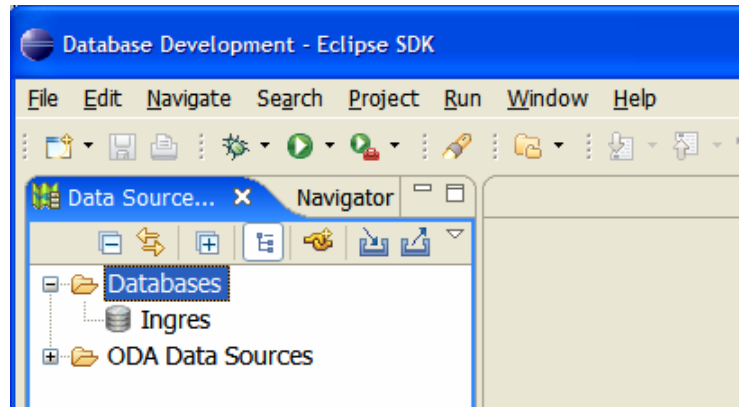 Database Development - Eclipse SDK
File Edit Navigate Search Project Run Window Help
Data Source... Navigator
Databases
Ingres
ODA Data Sources